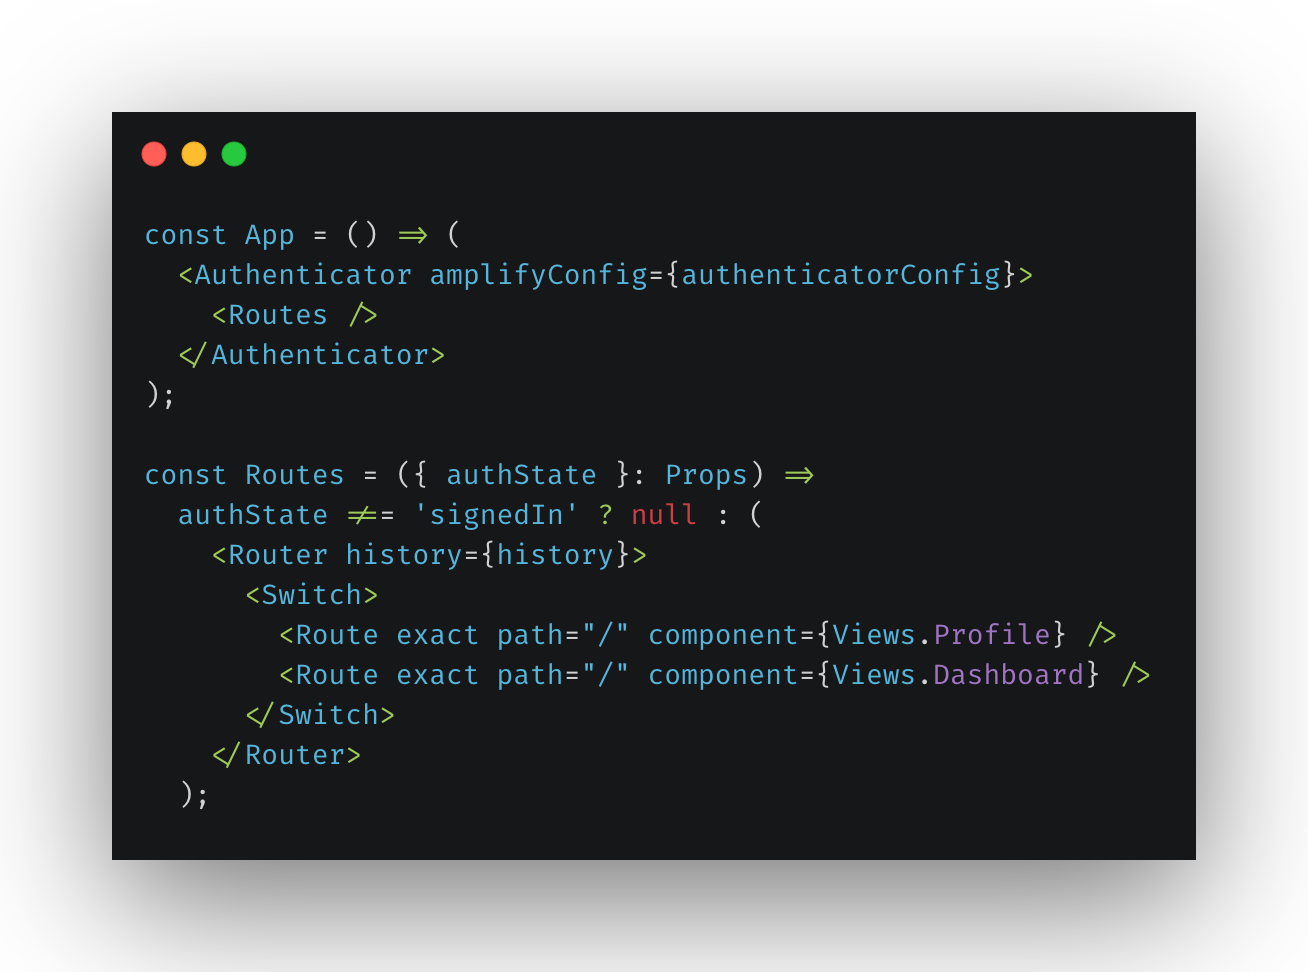 const App = () => (
  <Authenticator amplifyConfig={authenticatorConfig}>
    <Routes />
  </Authenticator>
);

const Routes = ({ authState }: Props) =>
  authState !== 'signedIn' ? null : (
    <Router history={history}>
      <Switch>
        <Route exact path="/" component={Views.Profile} />
        <Route exact path="/" component={Views.Dashboard} />
      </Switch>
    </Router>
  );